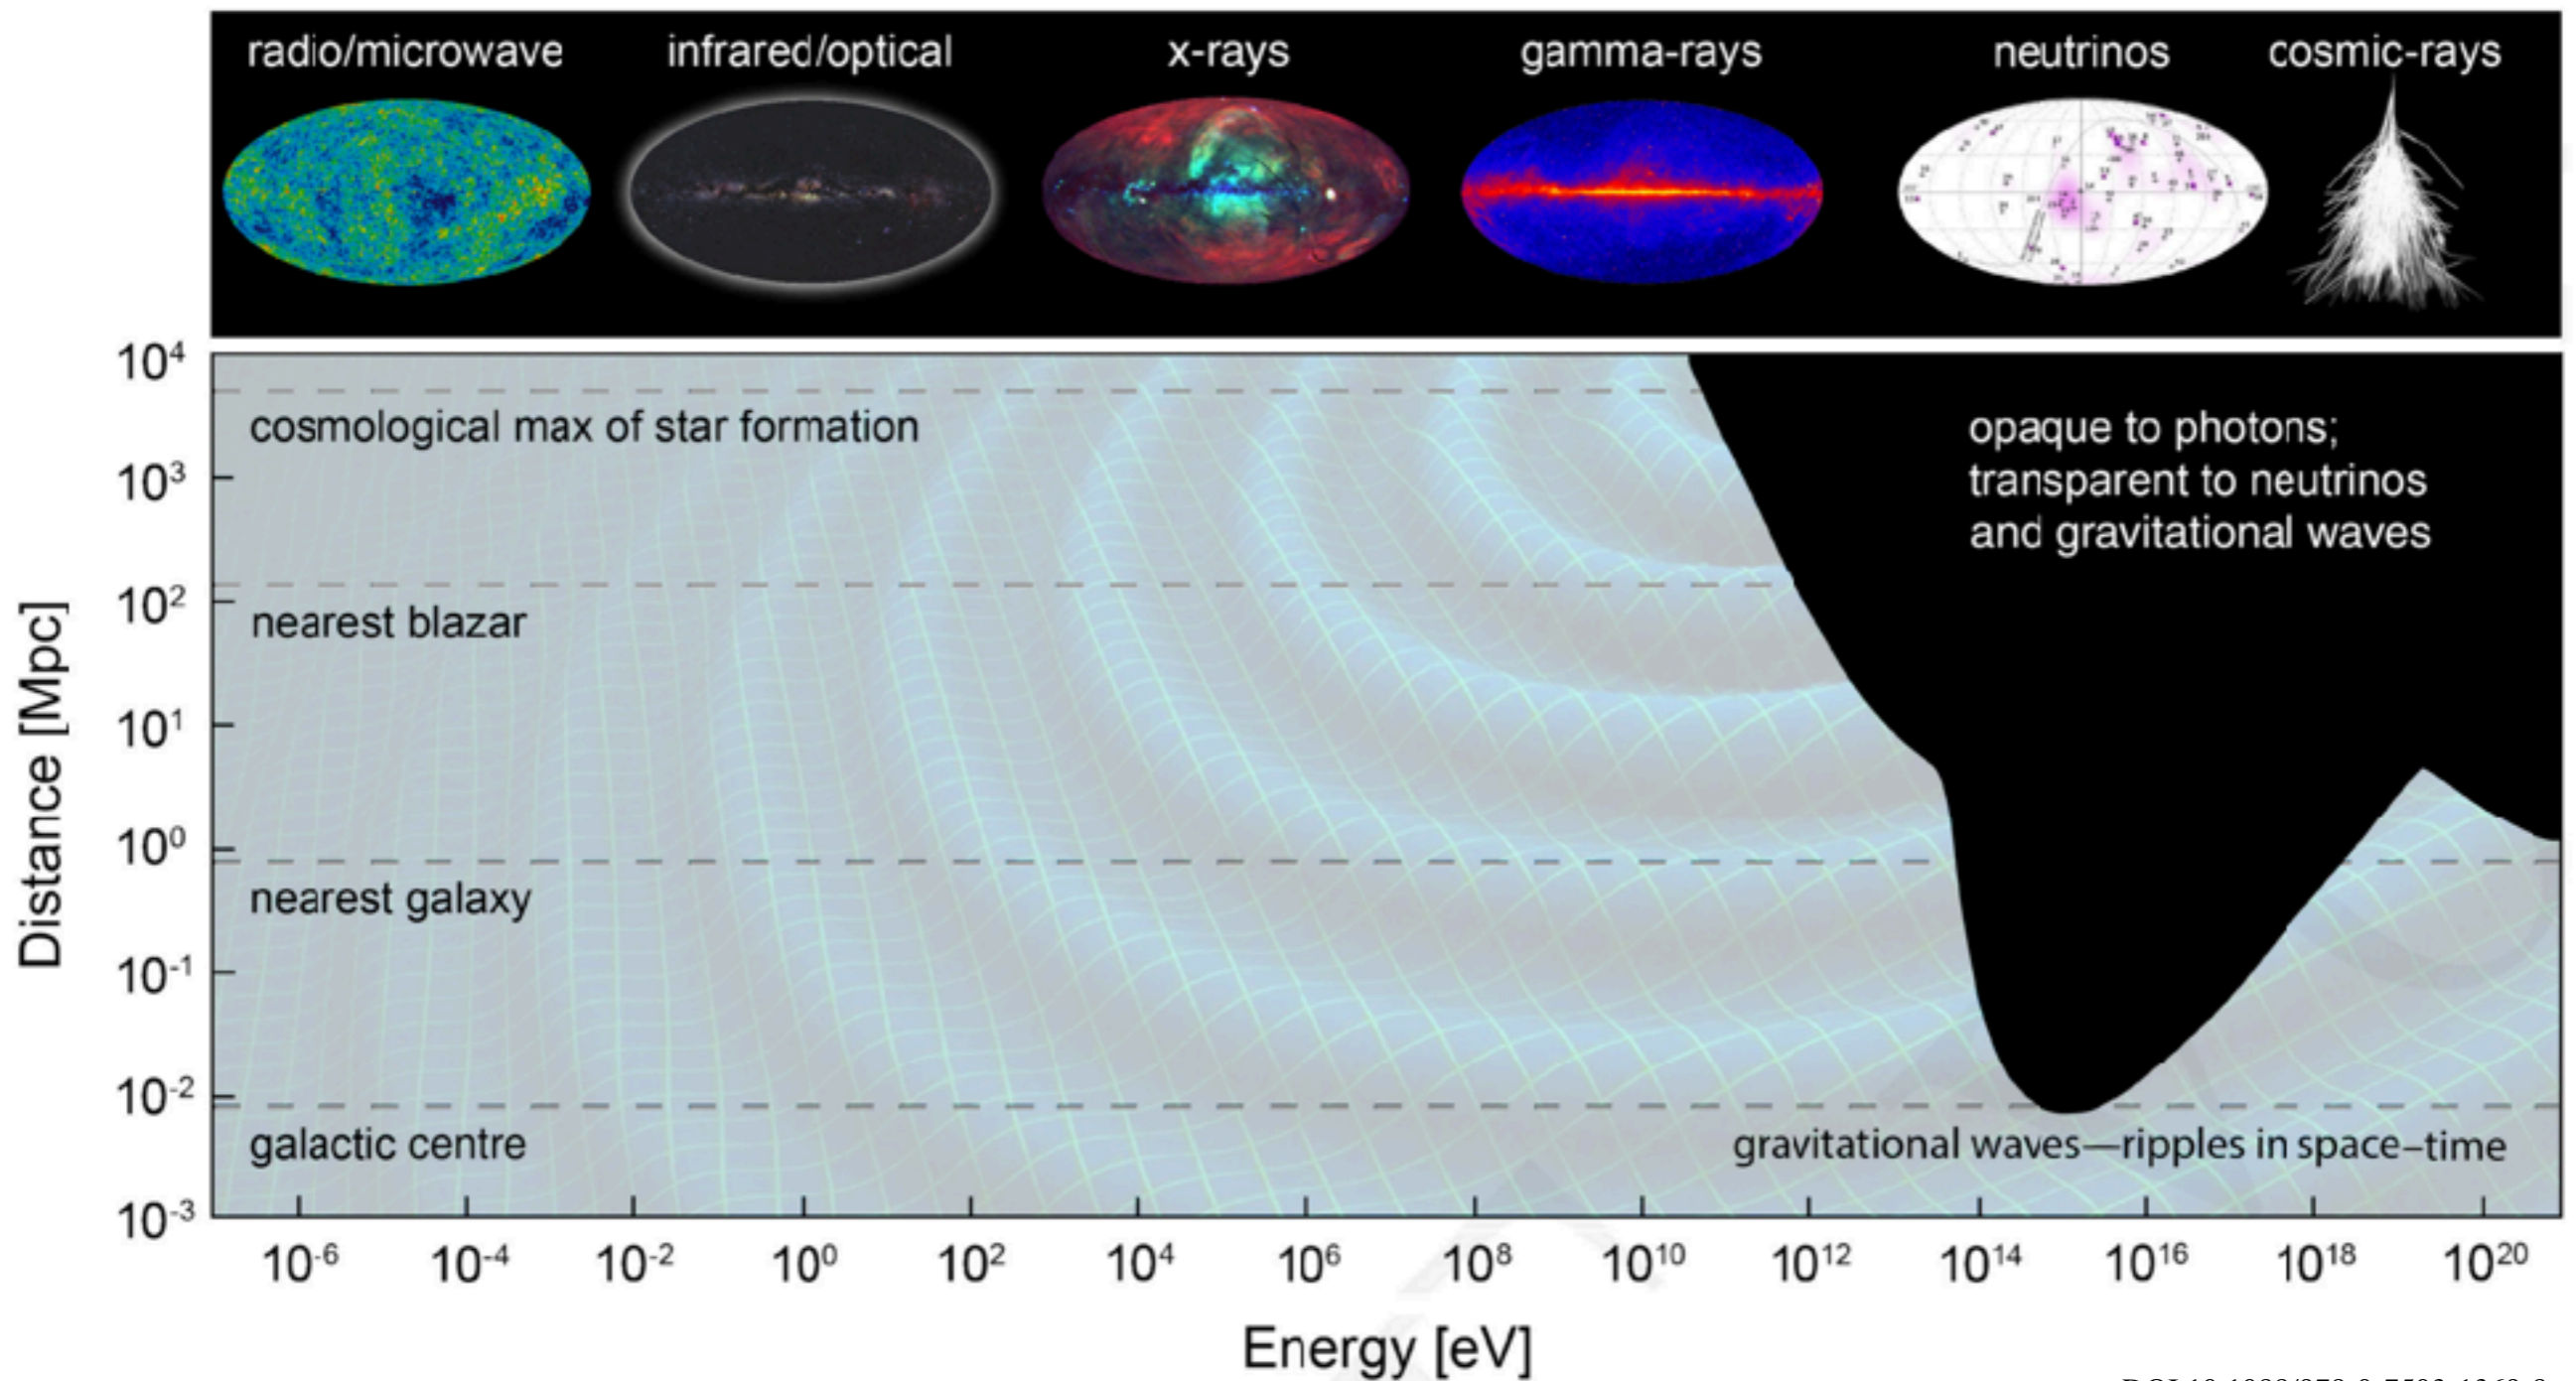 radio/microwave infrared/optical x-rays gamma-rays neutrinos cosmic-rays
10⁴
cosmological max of star formation
opaque to photons;
transparent to neutrinos
and gravitational waves
10³
10²
nearest blazar
10¹
10⁰
nearest galaxy
10⁻¹
10⁻²
galactic centre
gravitational waves—ripples in space–time
10⁻³
Distance [Mpc]
10⁻⁶ 10⁻⁴ 10⁻² 10⁰ 10² 10⁴ 10⁶ 10⁸ 10¹⁰ 10¹² 10¹⁴ 10¹⁶ 10¹⁸ 10²⁰
Energy [eV]